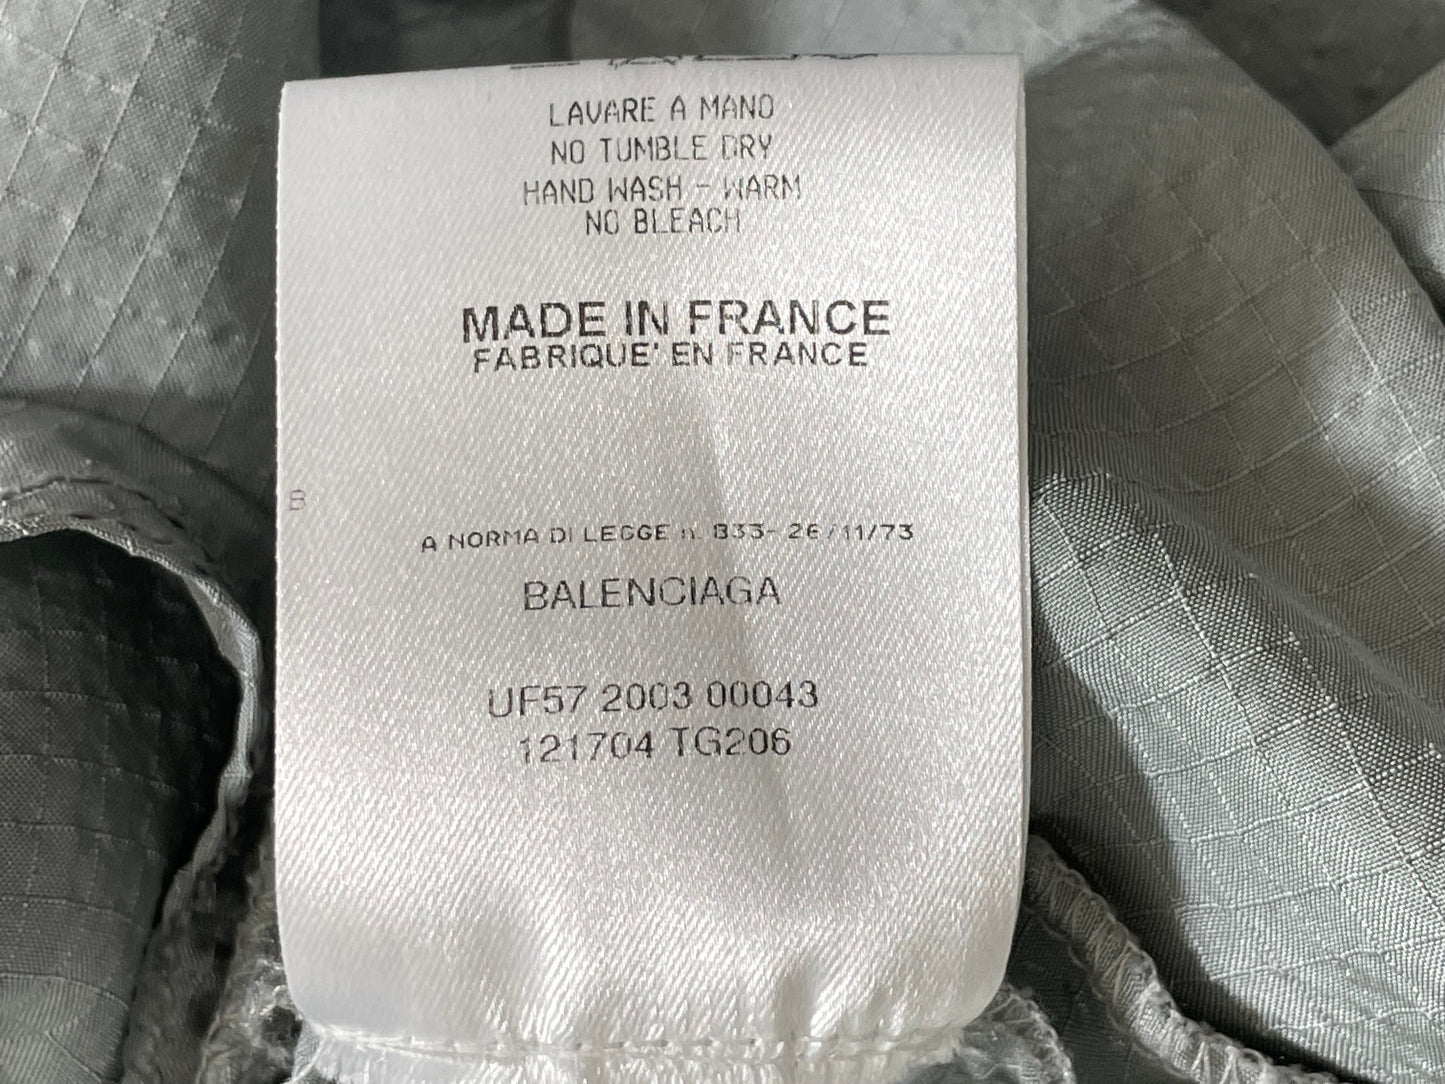 LAVARE A MANO
NO TUMBLE DRY
HAND WASH - WARM
NO BLEACH
MADE IN FRANCE
FABRIQUE' EN FRANCE
B
A NORMA DI LEGGE n. 833- 26/11/73
BALENCIAGA
UF57 2003 00043
121704 TG206